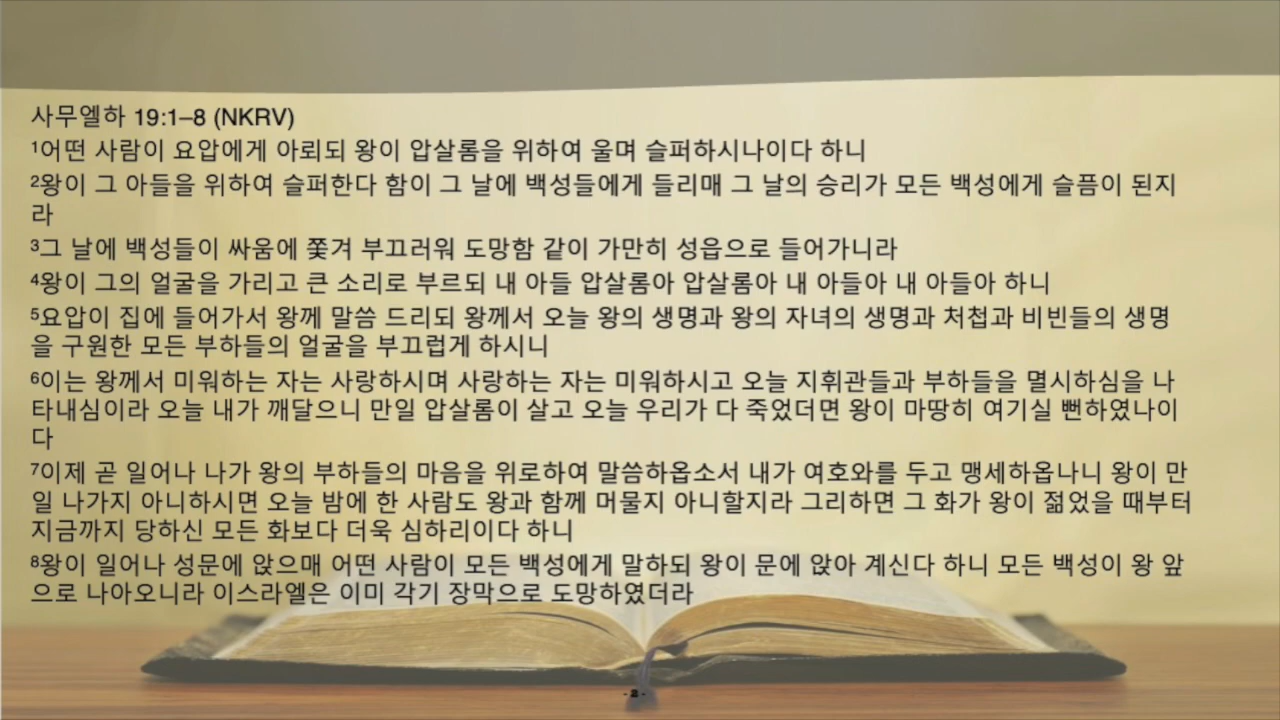 사무엘하 19:1–8 (NKRV)
¹어떤 사람이 요압에게 아뢰되 왕이 압살롬을 위하여 울며 슬퍼하시나이다 하니
²왕이 그 아들을 위하여 슬퍼한다 함이 그 날에 백성들에게 들리매 그 날의 승리가 모든 백성에게 슬픔이 된지
라
³그 날에 백성들이 싸움에 쫓겨 부끄러워 도망함 같이 가만히 성읍으로 들어가니라
⁴왕이 그의 얼굴을 가리고 큰 소리로 부르되 내 아들 압살롬아 압살롬아 내 아들아 내 아들아 하니
⁵요압이 집에 들어가서 왕께 말씀 드리되 왕께서 오늘 왕의 생명과 왕의 자녀의 생명과 처첩과 비빈들의 생명
을 구원한 모든 부하들의 얼굴을 부끄럽게 하시니
⁶이는 왕께서 미워하는 자는 사랑하시며 사랑하는 자는 미워하시고 오늘 지휘관들과 부하들을 멸시하심을 나
타내심이라 오늘 내가 깨달으니 만일 압살롬이 살고 오늘 우리가 다 죽었더면 왕이 마땅히 여기실 뻔하였나이
다
⁷이제 곧 일어나 나가 왕의 부하들의 마음을 위로하여 말씀하옵소서 내가 여호와를 두고 맹세하옵나니 왕이 만
일 나가지 아니하시면 오늘 밤에 한 사람도 왕과 함께 머물지 아니할지라 그리하면 그 화가 왕이 젊었을 때부터
지금까지 당하신 모든 화보다 더욱 심하리이다 하니
⁸왕이 일어나 성문에 앉으매 어떤 사람이 모든 백성에게 말하되 왕이 문에 앉아 계신다 하니 모든 백성이 왕 앞
으로 나아오니라 이스라엘은 이미 각기 장막으로 도망하였더라